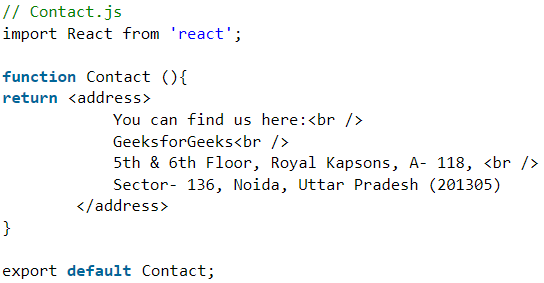 // Contact.js
import React from 'react';
function Contact (){
return <address>
You can find us here:<br />
GeeksforGeeks<br />
5th & 6th Floor, Royal Kapsons, A- 118, <br />
Sector- 136, Noida, Uttar Pradesh (201305)
</address>
}
export default Contact;